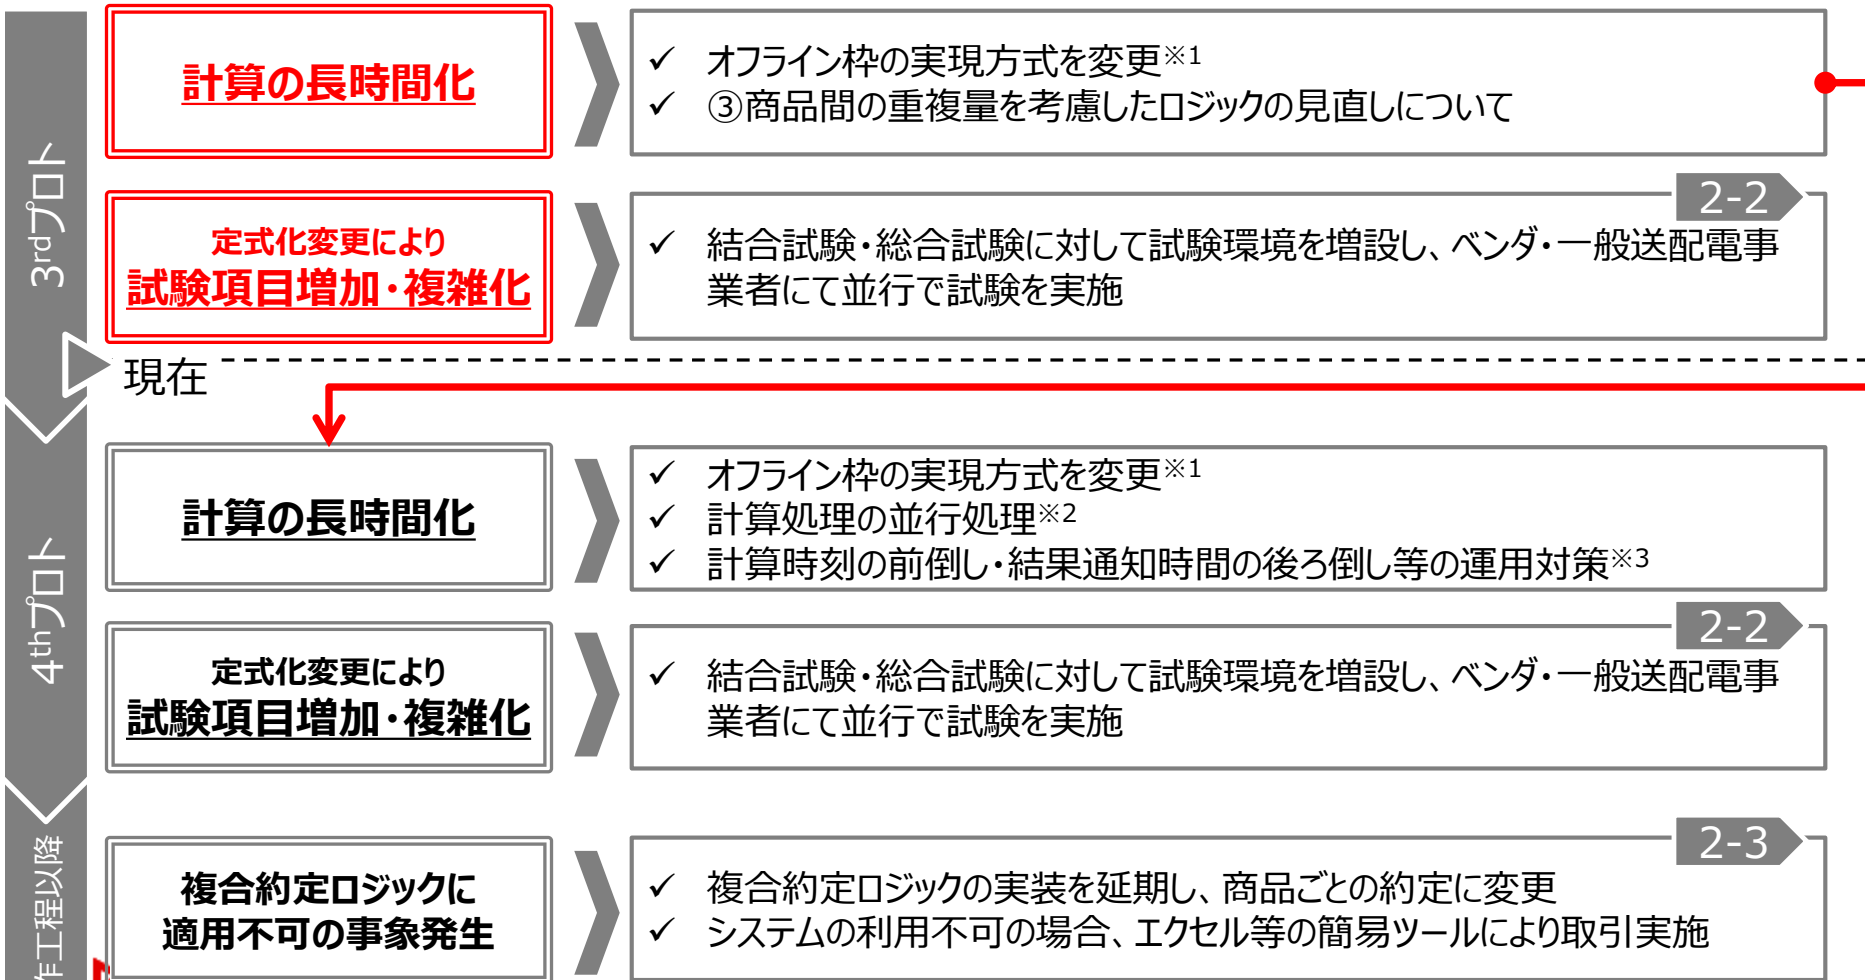 3rdプロト
計算の長時間化
✓ オフライン枠の実現方式を変更※1
✓ ③商品間の重複量を考慮したロジックの見直しについて
定式化変更により
試験項目増加・複雑化
2-2
✓ 結合試験・総合試験に対して試験環境を増設し、ベンダ・一般送配電事
業者にて並行で試験を実施
現在
4thプロト
計算の長時間化
✓ オフライン枠の実現方式を変更※1
✓ 計算処理の並行処理※2
✓ 計算時刻の前倒し・結果通知時間の後ろ倒し等の運用対策※3
定式化変更により
試験項目増加・複雑化
2-2
✓ 結合試験・総合試験に対して試験環境を増設し、ベンダ・一般送配電事
業者にて並行で試験を実施
作工程以降
複合約定ロジックに
適用不可の事象発生
2-3
✓ 複合約定ロジックの実装を延期し、商品ごとの約定に変更
✓ システムの利用不可の場合、エクセル等の簡易ツールにより取引実施